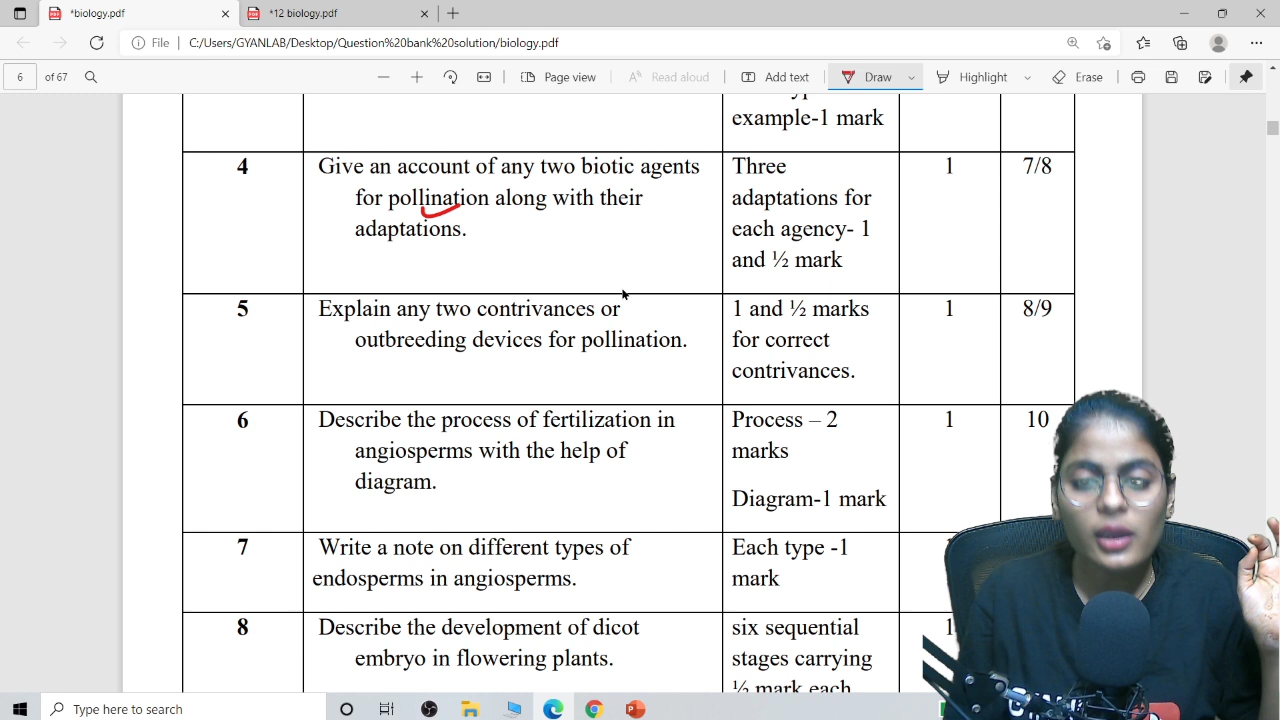 *biology.pdf
*12 biology.pdf
File
C:/Users/GYANLAB/Desktop/Question%20bank%20solution/biology.pdf
6 of 67
Page view
Read aloud
Add text
Draw
Highlight
Erase
example-1 mark
4 Give an account of any two biotic agents Three 1 7/8
for pollination along with their adaptations for
adaptations. each agency- 1
and ½ mark
5 Explain any two contrivances or 1 and ½ marks 1 8/9
outbreeding devices for pollination. for correct
contrivances.
6 Describe the process of fertilization in Process – 2 1 10
angiosperms with the help of marks
diagram. Diagram-1 mark
7 Write a note on different types of Each type -1
endosperms in angiosperms. mark
8 Describe the development of dicot six sequential 1
embryo in flowering plants. stages carrying
½ mark each
Type here to search